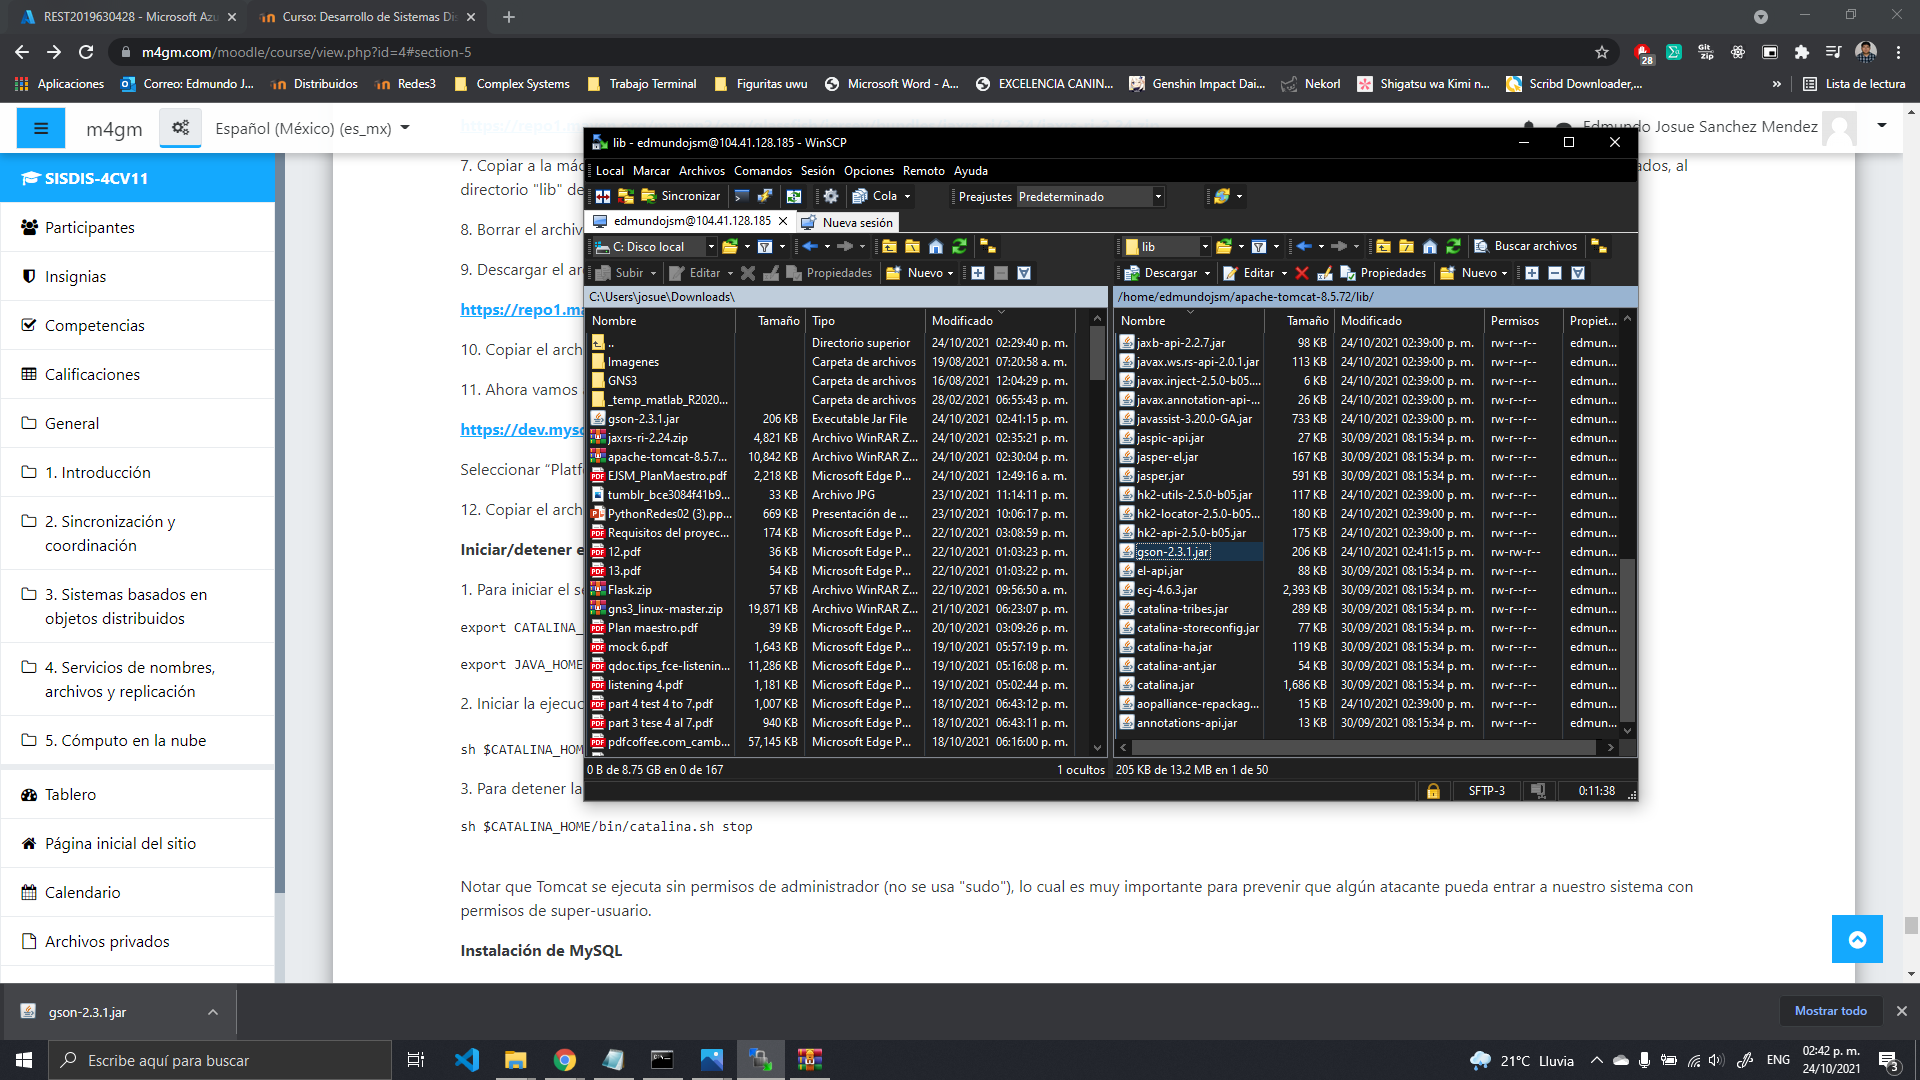 REST2019630428 - Microsoft Azu
Curso: Desarrollo de Sistemas Dis
m4gm.com/moodle/course/view.php?id=4#section-5
28
Aplicaciones
Correo: Edmundo J...
Distribuidos
Redes3
Complex Systems
Trabajo Terminal
Figuritas uwu
Microsoft Word - A...
EXCELENCIA CANIN...
Genshin Impact Dai...
Nekorl
Shigatsu wa Kimi n...
Scribd Downloader,...
»
Lista de lectura
m4gm
Español (México) (es_mx)
Edmundo Josue Sanchez Mendez
SISDIS-4CV11
Participantes
Insignias
Competencias
Calificaciones
General
1. Introducción
2. Sincronización y
coordinación
3. Sistemas basados en
objetos distribuidos
4. Servicios de nombres,
archivos y replicación
5. Cómputo en la nube
Tablero
Página inicial del sitio
Calendario
Archivos privados
7. Copiar a la mác
ados, al
directorio "lib" de
8. Borrar el archiv
9. Descargar el ar
https://repo1.ma
10. Copiar el arch
11. Ahora vamos a
https://dev.mysq
Seleccionar “Platf
12. Copiar el arch
Iniciar/detener e
1. Para iniciar el se
export CATALINA_
export JAVA_HOME
2. Iniciar la ejecuc
sh $CATALINA_HOM
3. Para detener la
sh $CATALINA_HOME/bin/catalina.sh stop
Notar que Tomcat se ejecuta sin permisos de administrador (no se usa "sudo"), lo cual es muy importante para prevenir que algún atacante pueda entrar a nuestro sistema con
permisos de super-usuario.
Instalación de MySQL
lib - edmundojsm@104.41.128.185 - WinSCP
Local Marcar Archivos Comandos Sesión Opciones Remoto Ayuda
Sincronizar
Cola
Preajustes Predeterminado
edmundojsm@104.41.128.185
Nueva sesión
C: Disco local
Subir Editar Propiedades Nuevo
C:\Users\josue\Downloads\
Nombre Tamaño Tipo Modificado
.. Directorio superior 24/10/2021 02:29:40 p. m.
Imagenes Carpeta de archivos 19/08/2021 07:20:58 a. m.
GNS3 Carpeta de archivos 16/08/2021 12:04:29 p. m.
_temp_matlab_R2020... Carpeta de archivos 28/02/2021 06:55:43 p. m.
gson-2.3.1.jar 206 KB Executable Jar File 24/10/2021 02:41:15 p. m.
jaxrs-ri-2.24.zip 4,821 KB Archivo WinRAR Z... 24/10/2021 02:35:21 p. m.
apache-tomcat-8.5.7... 10,842 KB Archivo WinRAR Z... 24/10/2021 02:30:04 p. m.
EJSM_PlanMaestro.pdf 2,218 KB Microsoft Edge P... 24/10/2021 12:49:16 a. m.
tumblr_bce3084f41b9... 33 KB Archivo JPG 23/10/2021 11:14:11 p. m.
PythonRedes02 (3).pp... 669 KB Presentación de ... 23/10/2021 10:06:17 p. m.
Requisitos del proyec... 174 KB Microsoft Edge P... 22/10/2021 03:08:59 p. m.
12.pdf 36 KB Microsoft Edge P... 22/10/2021 01:03:23 p. m.
13.pdf 54 KB Microsoft Edge P... 22/10/2021 01:03:22 p. m.
Flask.zip 57 KB Archivo WinRAR Z... 22/10/2021 09:56:50 a. m.
gns3_linux-master.zip 19,871 KB Archivo WinRAR Z... 21/10/2021 06:23:07 p. m.
Plan maestro.pdf 39 KB Microsoft Edge P... 20/10/2021 03:09:26 p. m.
mock 6.pdf 1,643 KB Microsoft Edge P... 19/10/2021 05:57:19 p. m.
qdoc.tips_fce-listenin... 11,286 KB Microsoft Edge P... 19/10/2021 05:16:08 p. m.
listening 4.pdf 1,181 KB Microsoft Edge P... 19/10/2021 05:02:44 p. m.
part 4 test 4 to 7.pdf 1,007 KB Microsoft Edge P... 18/10/2021 06:43:12 p. m.
part 3 tese 4 al 7.pdf 940 KB Microsoft Edge P... 18/10/2021 06:43:11 p. m.
pdfcoffee.com_camb... 57,145 KB Microsoft Edge P... 18/10/2021 06:16:00 p. m.
0 B de 8.75 GB en 0 de 167
1 ocultos
lib
Buscar archivos
Descargar Editar Propiedades Nuevo
/home/edmundojsm/apache-tomcat-8.5.72/lib/
Nombre Tamaño Modificado Permisos Propiet...
jaxb-api-2.2.7.jar 98 KB 24/10/2021 02:39:00 p. m. rw-r--r-- edmun...
javax.ws.rs-api-2.0.1.jar 113 KB 24/10/2021 02:39:00 p. m. rw-r--r-- edmun...
javax.inject-2.5.0-b05.... 6 KB 24/10/2021 02:39:00 p. m. rw-r--r-- edmun...
javax.annotation-api-... 26 KB 24/10/2021 02:39:00 p. m. rw-r--r-- edmun...
javassist-3.20.0-GA.jar 733 KB 24/10/2021 02:39:00 p. m. rw-r--r-- edmun...
jaspic-api.jar 27 KB 30/09/2021 08:15:34 p. m. rw-r--r-- edmun...
jasper-el.jar 167 KB 30/09/2021 08:15:34 p. m. rw-r--r-- edmun...
jasper.jar 591 KB 30/09/2021 08:15:34 p. m. rw-r--r-- edmun...
hk2-utils-2.5.0-b05.jar 117 KB 24/10/2021 02:39:00 p. m. rw-r--r-- edmun...
hk2-locator-2.5.0-b05... 180 KB 24/10/2021 02:39:00 p. m. rw-r--r-- edmun...
hk2-api-2.5.0-b05.jar 175 KB 24/10/2021 02:39:00 p. m. rw-r--r-- edmun...
gson-2.3.1.jar 206 KB 24/10/2021 02:41:15 p. m. rw-rw-r-- edmun...
el-api.jar 88 KB 30/09/2021 08:15:34 p. m. rw-r--r-- edmun...
ecj-4.6.3.jar 2,393 KB 30/09/2021 08:15:34 p. m. rw-r--r-- edmun...
catalina-tribes.jar 289 KB 30/09/2021 08:15:34 p. m. rw-r--r-- edmun...
catalina-storeconfig.jar 77 KB 30/09/2021 08:15:34 p. m. rw-r--r-- edmun...
catalina-ha.jar 119 KB 30/09/2021 08:15:34 p. m. rw-r--r-- edmun...
catalina-ant.jar 54 KB 30/09/2021 08:15:34 p. m. rw-r--r-- edmun...
catalina.jar 1,686 KB 30/09/2021 08:15:34 p. m. rw-r--r-- edmun...
aopalliance-repackag... 15 KB 24/10/2021 02:39:00 p. m. rw-r--r-- edmun...
annotations-api.jar 13 KB 30/09/2021 08:15:34 p. m. rw-r--r-- edmun...
205 KB de 13.2 MB en 1 de 50
SFTP-3
0:11:38
gson-2.3.1.jar
Mostrar todo
Escribe aquí para buscar
21°C Lluvia
ENG
02:42 p. m.
24/10/2021
3